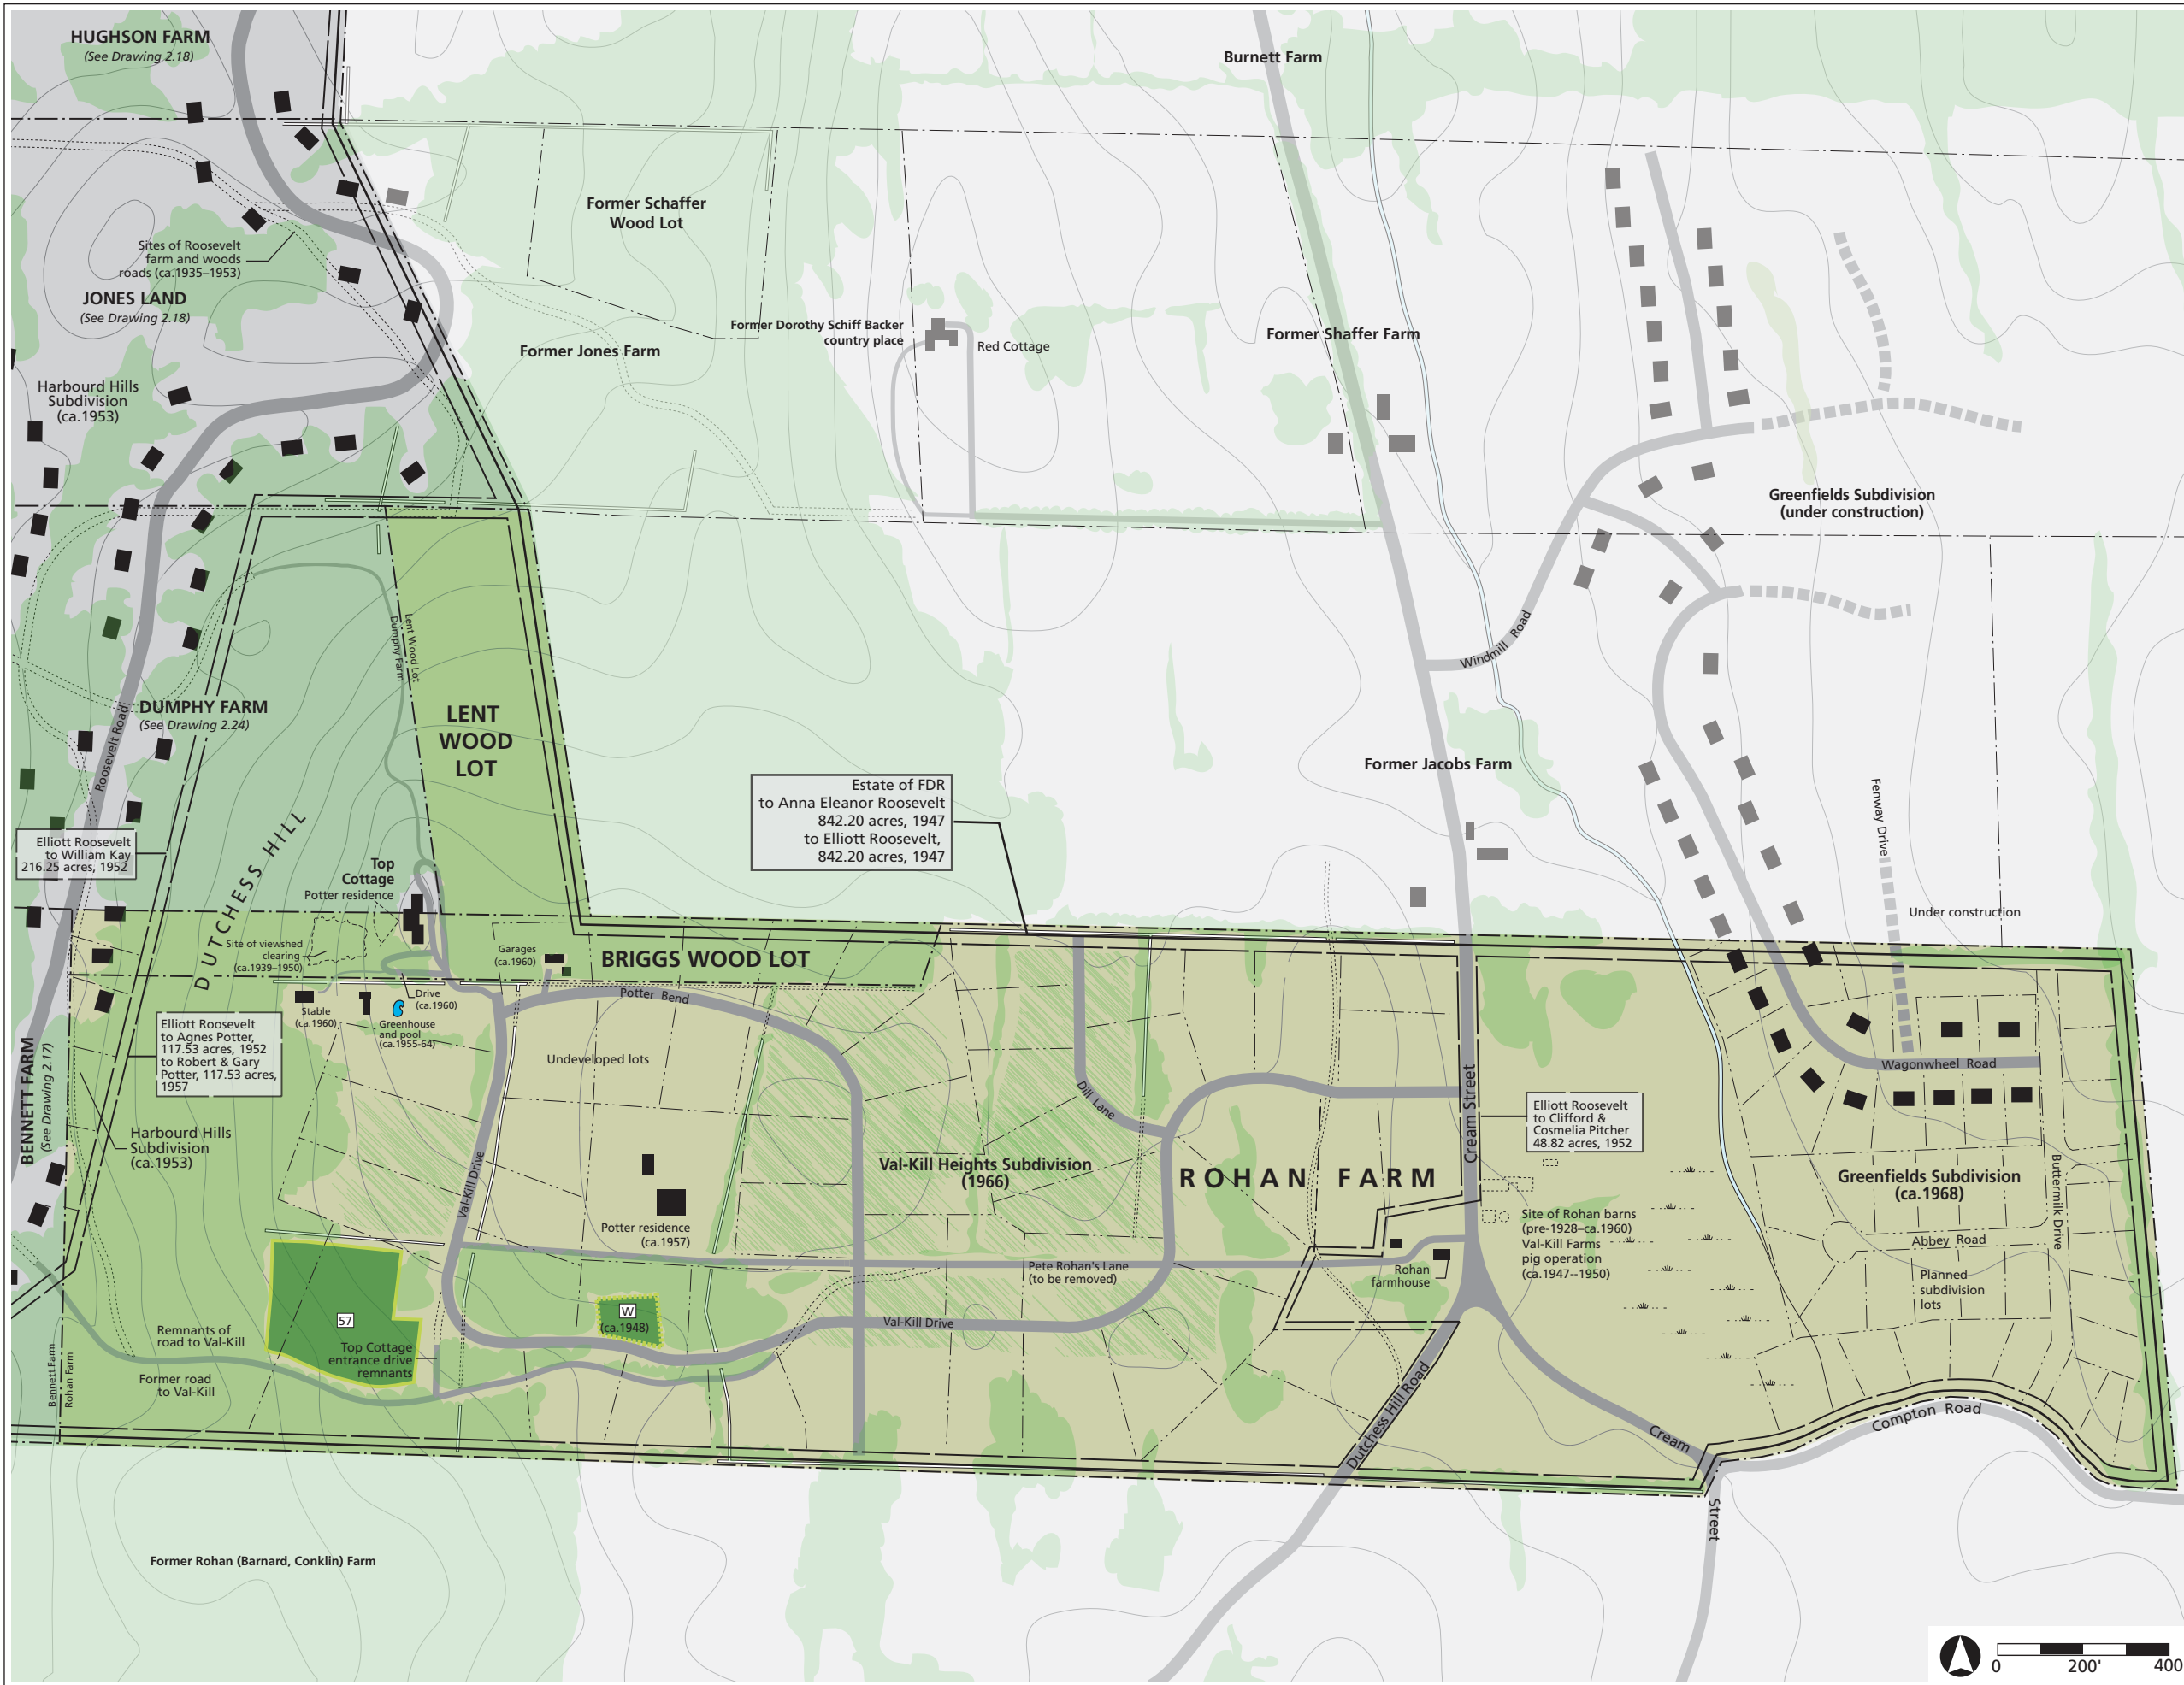 HUGHSON FARM
(See Drawing 2.18)
Burnett Farm
Former Schaffer
Wood Lot
Sites of Roosevelt
farm and woods
roads (ca.1935–1953)
JONES LAND
(See Drawing 2.18)
Former Jones Farm
Former Dorothy Schiff Backer
country place
Red Cottage
Former Shaffer Farm
Harbourd Hills
Subdivision
(ca.1953)
Greenfields Subdivision
(under construction)
Windmill Road
Lent Wood Lot
Dumphy Farm
DUMPHY FARM
(See Drawing 2.24)
Roosevelt Road
LENT
WOOD
LOT
Former Jacobs Farm
Estate of FDR
to Anna Eleanor Roosevelt
842.20 acres, 1947
to Elliott Roosevelt,
842.20 acres, 1947
Fenway Drive
Elliott Roosevelt
to William Kay
216.25 acres, 1952
DUTCHESS HILL
Top
Cottage
Potter residence
Under construction
Site of viewshed
clearing
(ca.1939–1950)
Garages
(ca.1960)
BRIGGS WOOD LOT
Drive
(ca.1960)
Stable
(ca.1960)
Greenhouse
and pool
(ca.1955-64)
Potter Bend
Undeveloped lots
Elliott Roosevelt
to Agnes Potter,
117.53 acres, 1952
to Robert & Gary
Potter, 117.53 acres,
1957
BENNETT FARM
(See Drawing 2.17)
Harbourd Hills
Subdivision
(ca.1953)
Dill Lane
Cream Street
Wagonwheel Road
Elliott Roosevelt
to Clifford &
Cosmelia Pitcher
48.82 acres, 1952
Val-Kill Drive
Val-Kill Heights Subdivision
(1966)
ROHAN FARM
Greenfields Subdivision
(ca.1968)
Buttermilk Drive
Potter residence
(ca.1957)
Site of Rohan barns
(pre-1928–ca.1960)
Val-Kill Farms
pig operation
(ca.1947--1950)
Abbey Road
Pete Rohan's Lane
(to be removed)
Rohan
farmhouse
Planned
subdivision
lots
57
W
(ca.1948)
Val-Kill Drive
Remnants of
road to Val-Kill
Top Cottage
entrance drive
remnants
Former road
to Val-Kill
Bennett Farm
Rohan Farm
Dutchess Hill Road
Cream
Street
Compton Road
Former Rohan (Barnard, Conklin) Farm
0 200' 400